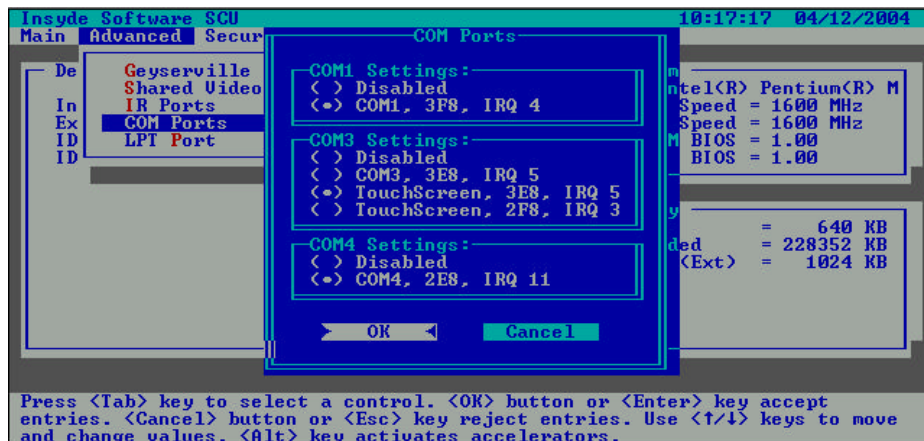 Insyde Software SCU 10:17:17 04/12/2004
Main Advanced Secur
COM Ports
De
Geyserville
Shared Video
IR Ports
COM Ports
LPT Port
In
Ex
ID
ID
COM1 Settings:
( ) Disabled
(•) COM1, 3F8, IRQ 4
COM3 Settings:
( ) Disabled
( ) COM3, 3E8, IRQ 5
(•) TouchScreen, 3E8, IRQ 5
( ) TouchScreen, 2F8, IRQ 3
COM4 Settings:
( ) Disabled
(•) COM4, 2E8, IRQ 11
OK Cancel
m
ntel(R) Pentium(R) M
Speed = 1600 MHz
Speed = 1600 MHz
M BIOS = 1.00
BIOS = 1.00
y
= 640 KB
ded = 228352 KB
(Ext) = 1024 KB
Press <Tab> key to select a control. <OK> button or <Enter> key accept
entries. <Cancel> button or <Esc> key reject entries. Use <↑/↓> keys to move
and change values. <Alt> key activates accelerators.